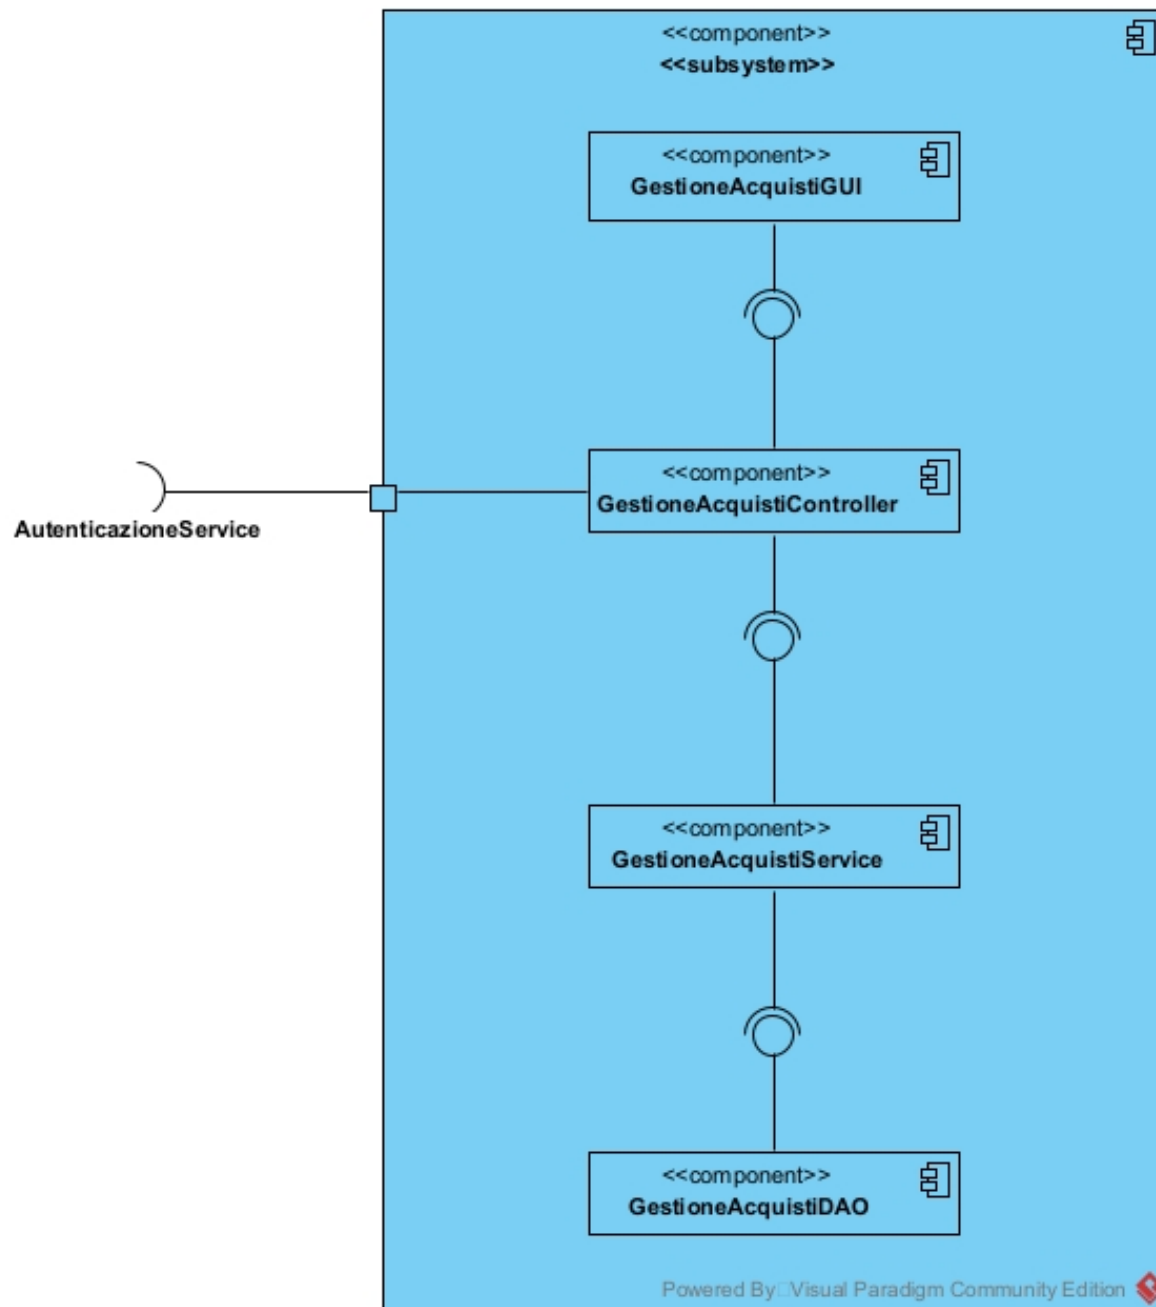 <<component>>
<<subsystem>>
<<component>>
GestioneAcquistiGUI
<<component>>
GestioneAcquistiController
AutenticazioneService
<<component>>
GestioneAcquistiService
<<component>>
GestioneAcquistiDAO
Powered By□Visual Paradigm Community Edition